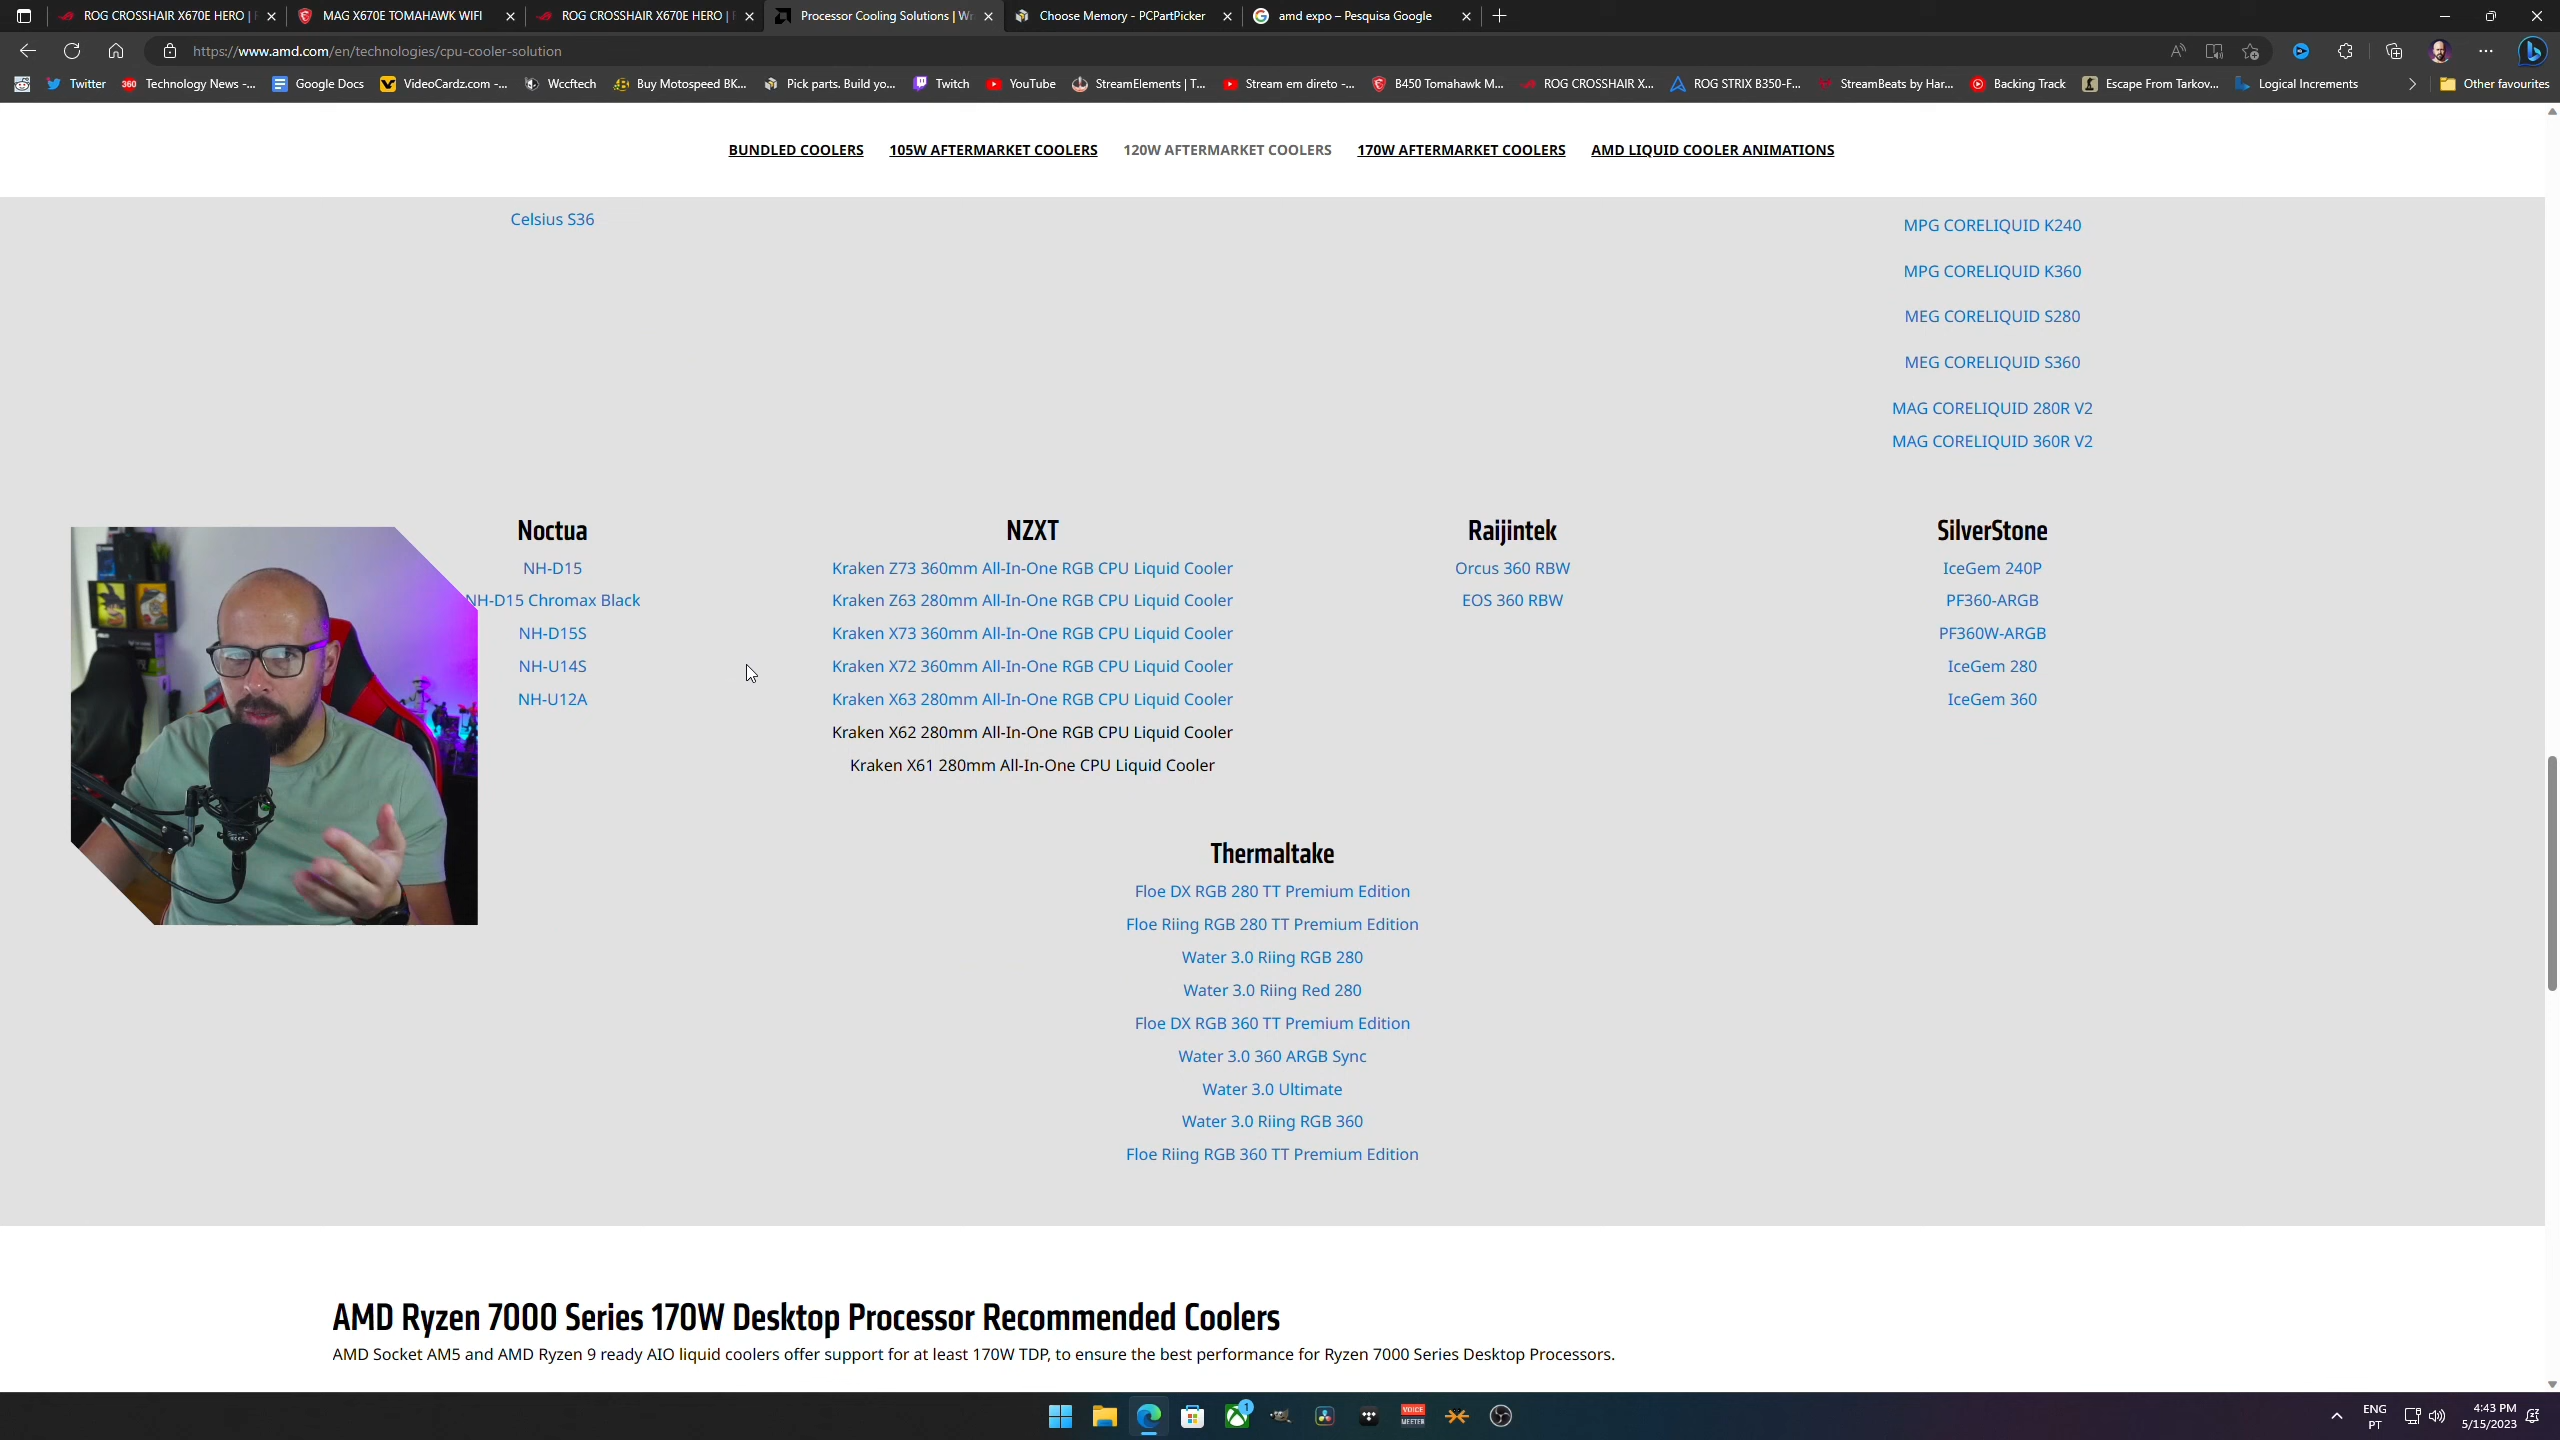 ROG CROSSHAIR X670E HERO |
MAG X670E TOMAHAWK WIFI
ROG CROSSHAIR X670E HERO |
Processor Cooling Solutions | Wr
Choose Memory - PCPartPicker
amd expo – Pesquisa Google
https://www.amd.com/en/technologies/cpu-cooler-solution
Twitter
360 Technology News -...
Google Docs
VideoCardz.com -...
Wccftech
Buy Motospeed BK...
Pick parts. Build yo...
Twitch
YouTube
StreamElements | T...
Stream em direto -...
B450 Tomahawk M...
ROG CROSSHAIR X...
ROG STRIX B350-F...
StreamBeats by Har...
Backing Track
Escape From Tarkov...
Logical Increments
Other favourites
BUNDLED COOLERS
105W AFTERMARKET COOLERS
120W AFTERMARKET COOLERS
170W AFTERMARKET COOLERS
AMD LIQUID COOLER ANIMATIONS
Celsius S36
MPG CORELIQUID K240
MPG CORELIQUID K360
MEG CORELIQUID S280
MEG CORELIQUID S360
MAG CORELIQUID 280R V2
MAG CORELIQUID 360R V2
Noctua
NH-D15
NH-D15 Chromax Black
NH-D15S
NH-U14S
NH-U12A
NZXT
Kraken Z73 360mm All-In-One RGB CPU Liquid Cooler
Kraken Z63 280mm All-In-One RGB CPU Liquid Cooler
Kraken X73 360mm All-In-One RGB CPU Liquid Cooler
Kraken X72 360mm All-In-One RGB CPU Liquid Cooler
Kraken X63 280mm All-In-One RGB CPU Liquid Cooler
Kraken X62 280mm All-In-One RGB CPU Liquid Cooler
Kraken X61 280mm All-In-One CPU Liquid Cooler
Raijintek
Orcus 360 RBW
EOS 360 RBW
SilverStone
IceGem 240P
PF360-ARGB
PF360W-ARGB
IceGem 280
IceGem 360
Thermaltake
Floe DX RGB 280 TT Premium Edition
Floe Riing RGB 280 TT Premium Edition
Water 3.0 Riing RGB 280
Water 3.0 Riing Red 280
Floe DX RGB 360 TT Premium Edition
Water 3.0 360 ARGB Sync
Water 3.0 Ultimate
Water 3.0 Riing RGB 360
Floe Riing RGB 360 TT Premium Edition
AMD Ryzen 7000 Series 170W Desktop Processor Recommended Coolers
AMD Socket AM5 and AMD Ryzen 9 ready AIO liquid coolers offer support for at least 170W TDP, to ensure the best performance for Ryzen 7000 Series Desktop Processors.
1
VOICE
MEETER
ENG
PT
4:43 PM
5/15/2023